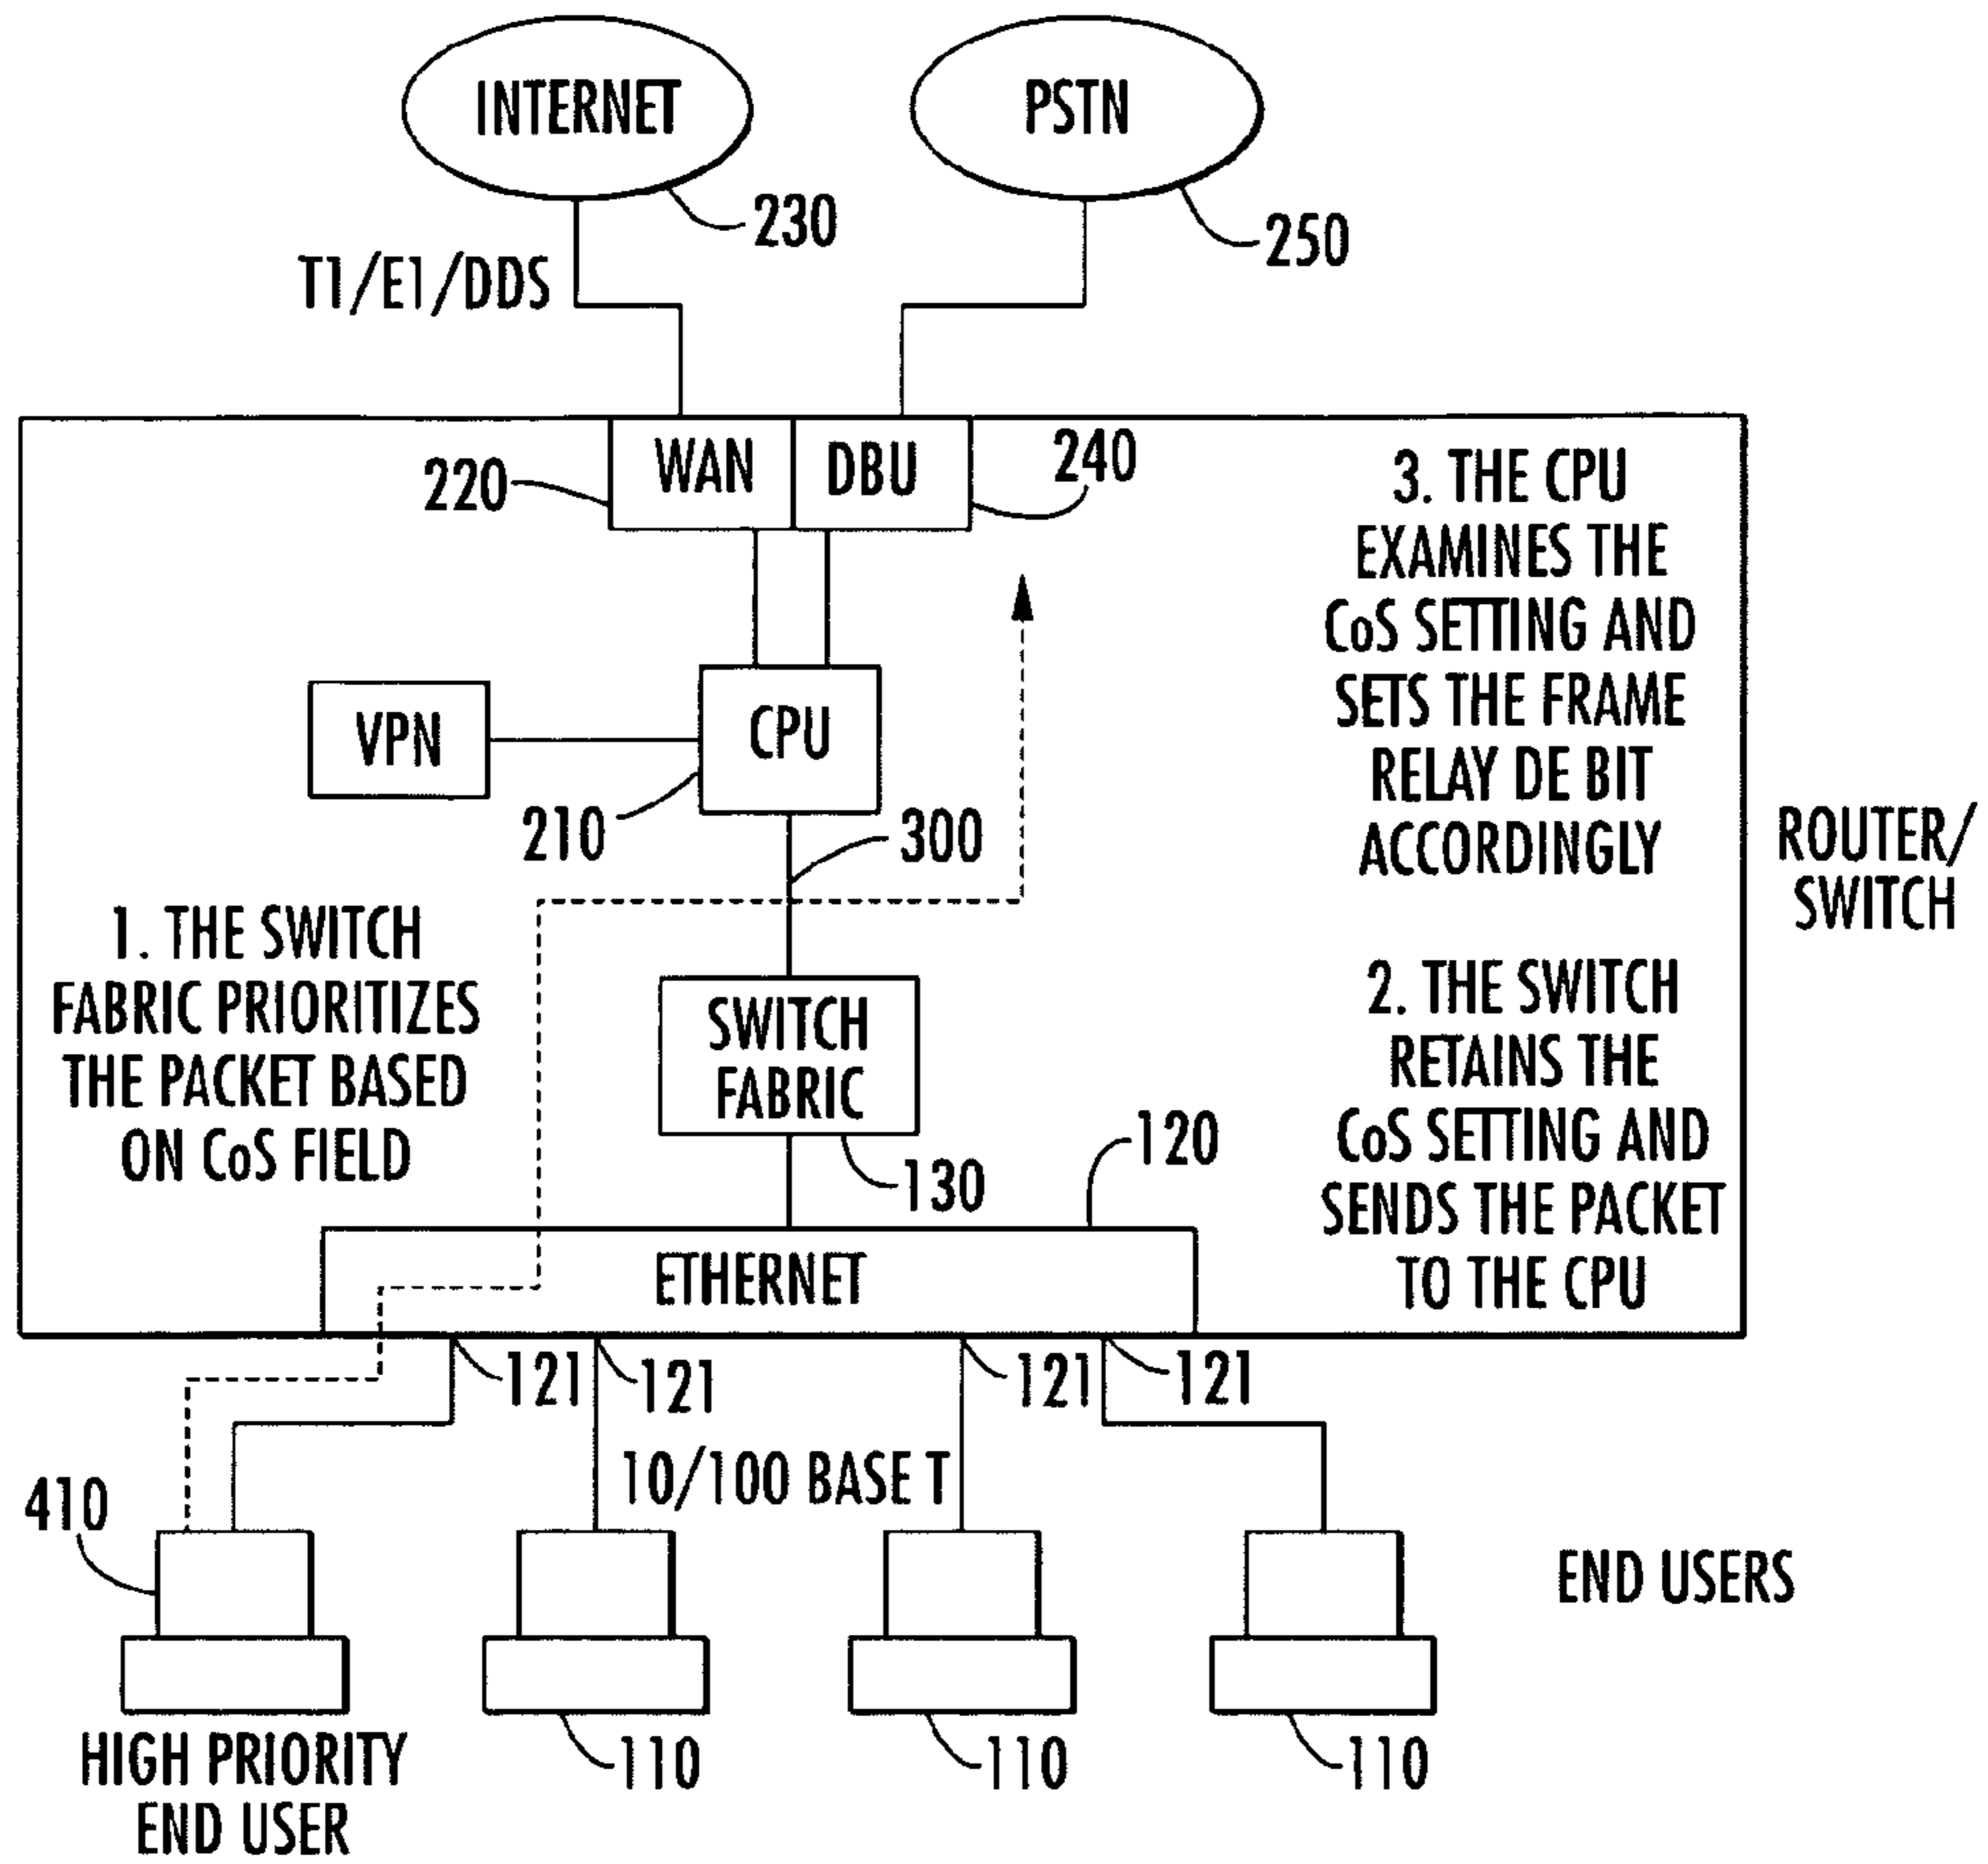 INTERNET
PSTN
230
250
T1/E1/DDS
WAN
DBU
220
240
3. THE CPU
EXAMINES THE
CoS SETTING AND
SETS THE FRAME
RELAY DE BIT
ACCORDINGLY
VPN
CPU
210
300
ROUTER/
SWITCH
1. THE SWITCH
FABRIC PRIORITIZES
THE PACKET BASED
ON CoS FIELD
SWITCH
FABRIC
130
120
2. THE SWITCH
RETAINS THE
CoS SETTING AND
SENDS THE PACKET
TO THE CPU
ETHERNET
121
121
121
121
10/100 BASE T
410
END USERS
HIGH PRIORITY
END USER
110
110
110